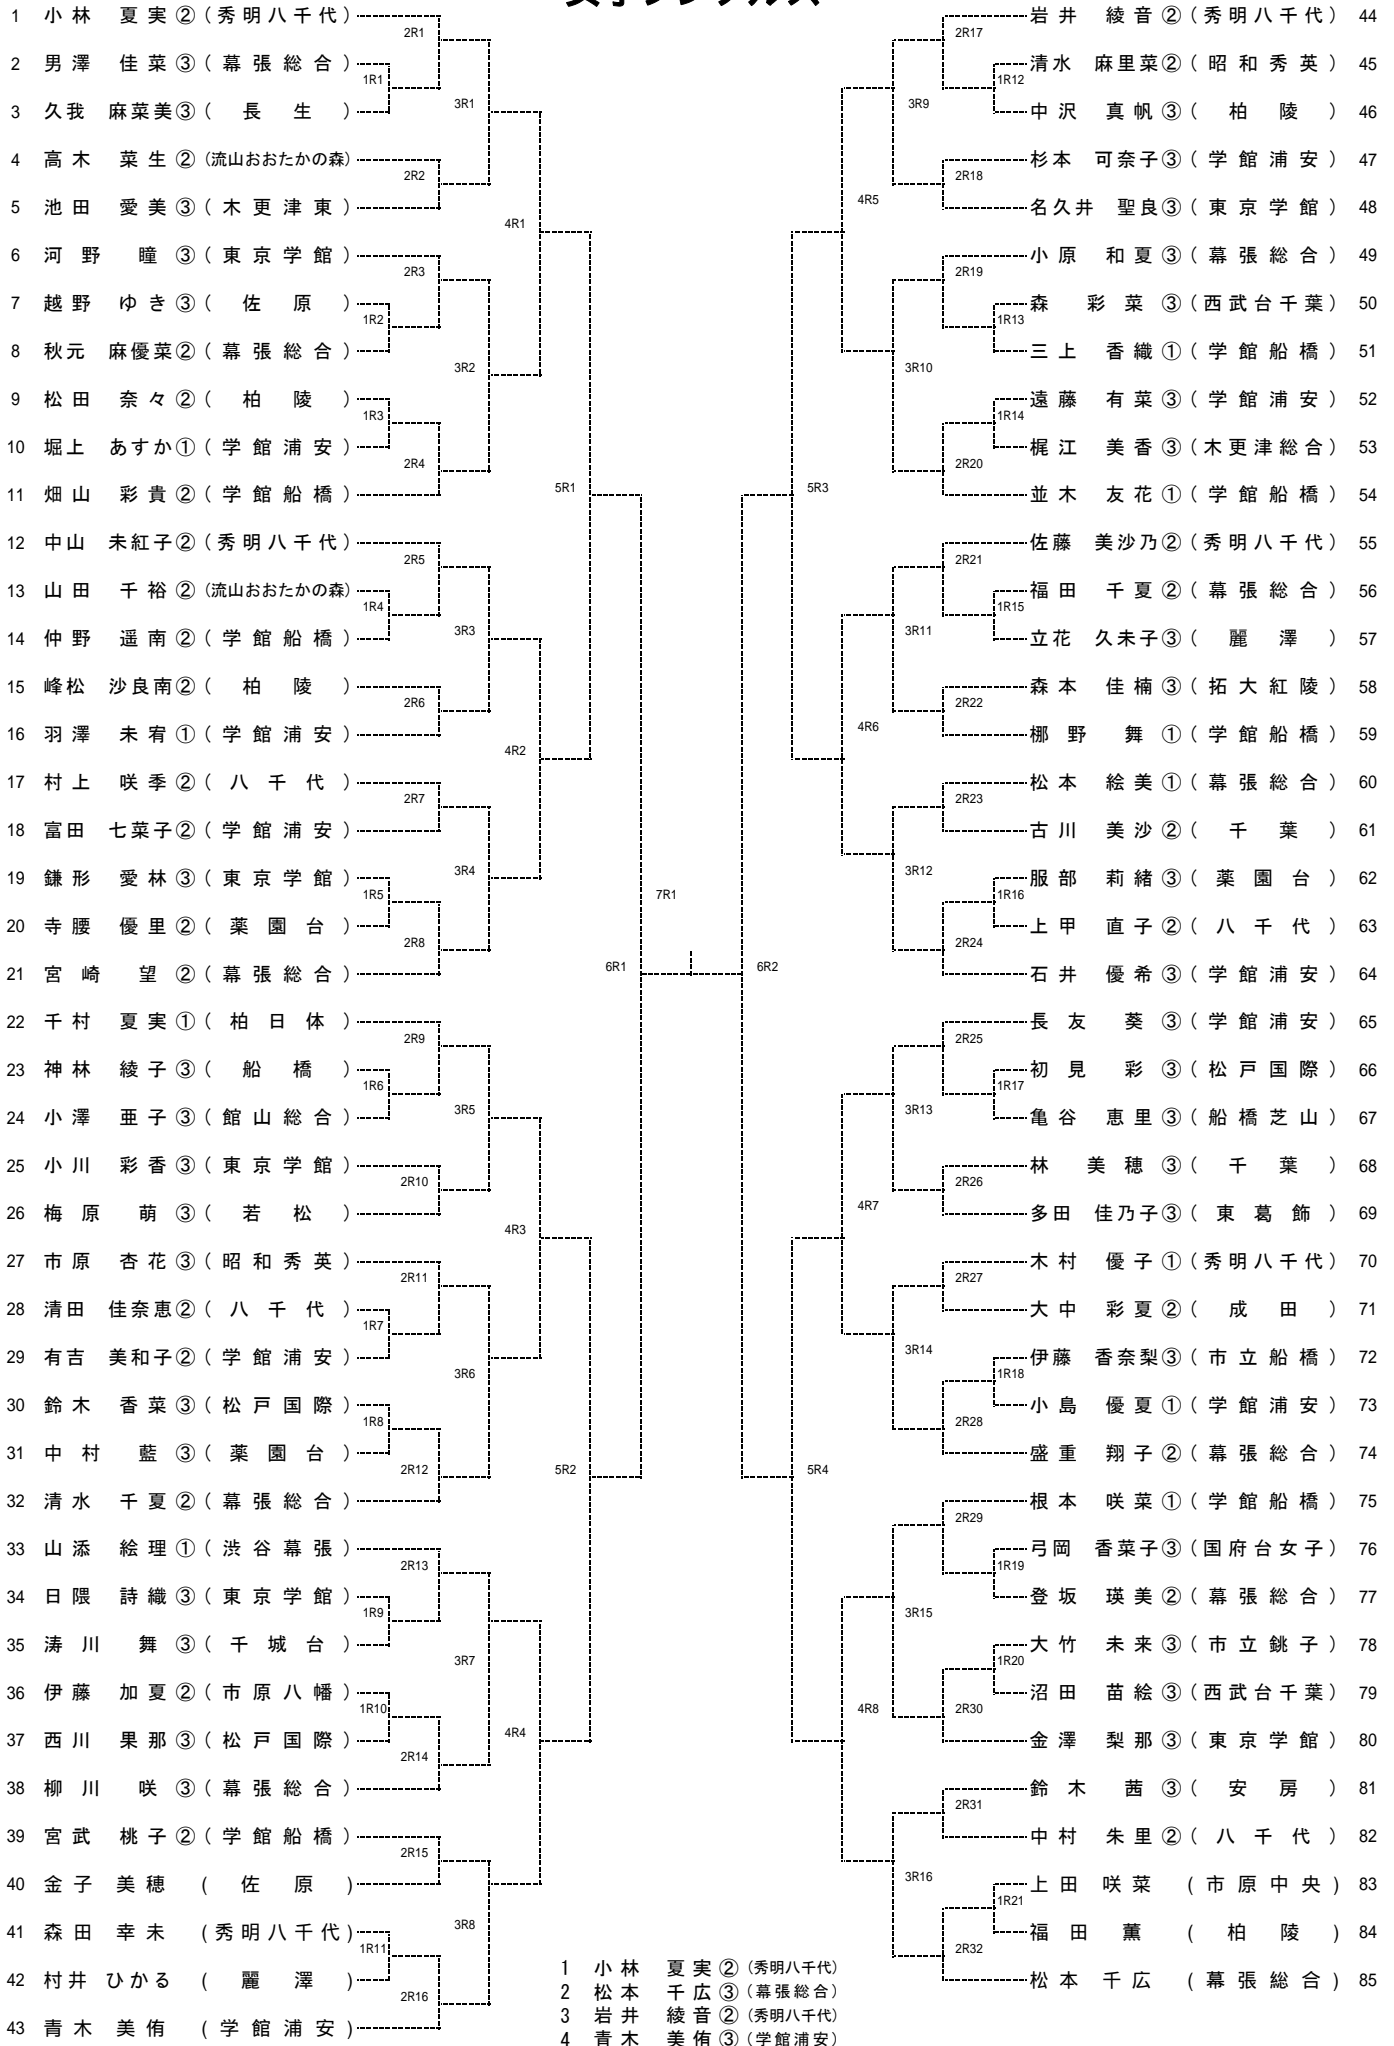 1 小林 夏実②(秀明八千代)
2 男澤 佳菜③(幕張総合)
3 久我 麻菜美③(長生)
4 高木 菜生②(流山おおたかの森)
5 池田 愛美③(木更津東)
6 河野 瞳③(東京学館)
7 越野 ゆき③(佐原)
8 秋元 麻優菜②(幕張総合)
9 松田 奈々②(柏陵)
10 堀上 あすか①(学館浦安)
11 畑山 彩貴②(学館船橋)
12 中山 未紅子②(秀明八千代)
13 山田 千裕②(流山おおたかの森)
14 仲野 遥南②(学館船橋)
15 峰松 沙良南②(柏陵)
16 羽澤 未宥①(学館浦安)
17 村上 咲季②(八千代)
18 富田 七菜子②(学館浦安)
19 鎌形 愛林③(東京学館)
20 寺腰 優里②(薬園台)
21 宮崎 望②(幕張総合)
22 千村 夏実①(柏日体)
23 神林 綾子③(船橋)
24 小澤 亜子③(館山総合)
25 小川 彩香③(東京学館)
26 梅原 萌③(若松)
27 市原 杏花③(昭和秀英)
28 清田 佳奈恵②(八千代)
29 有吉 美和子②(学館浦安)
30 鈴木 香菜③(松戸国際)
31 中村 藍③(薬園台)
32 清水 千夏②(幕張総合)
33 山添 絵理①(渋谷幕張)
34 日隈 詩織③(東京学館)
35 涛川 舞③(千城台)
36 伊藤 加夏②(市原八幡)
37 西川 果那③(松戸国際)
38 柳川 咲③(幕張総合)
39 宮武 桃子②(学館船橋)
40 金子 美穂 (佐原)
41 森田 幸未 (秀明八千代)
42 村井 ひかる (麗澤)
43 青木 美侑 (学館浦安)
1R1
1R2
1R3
1R4
1R5
1R6
1R7
1R8
1R9
1R10
1R11
2R1
2R2
2R3
2R4
2R5
2R6
2R7
2R8
2R9
2R10
2R11
2R12
2R13
2R14
2R15
2R16
3R1
3R2
3R3
3R4
3R5
3R6
3R7
3R8
4R1
4R2
4R3
4R4
5R1
5R2
6R1
7R1
6R2
5R3
5R4
4R5
4R6
4R7
4R8
3R9
3R10
3R11
3R12
3R13
3R14
3R15
3R16
2R17
2R18
2R19
2R20
2R21
2R22
2R23
2R24
2R25
2R26
2R27
2R28
2R29
2R30
2R31
2R32
1R12
1R13
1R14
1R15
1R16
1R17
1R18
1R19
1R20
1R21
岩井 綾音②(秀明八千代) 44
清水 麻里菜②(昭和秀英) 45
中沢 真帆③(柏陵) 46
杉本 可奈子③(学館浦安) 47
名久井 聖良③(東京学館) 48
小原 和夏③(幕張総合) 49
森 彩菜③(西武台千葉) 50
三上 香織①(学館船橋) 51
遠藤 有菜③(学館浦安) 52
梶江 美香③(木更津総合) 53
並木 友花①(学館船橋) 54
佐藤 美沙乃②(秀明八千代) 55
福田 千夏②(幕張総合) 56
立花 久未子③(麗澤) 57
森本 佳楠③(拓大紅陵) 58
梛野 舞①(学館船橋) 59
松本 絵美①(幕張総合) 60
古川 美沙②(千葉) 61
服部 莉緒③(薬園台) 62
上甲 直子②(八千代) 63
石井 優希③(学館浦安) 64
長友 葵③(学館浦安) 65
初見 彩③(松戸国際) 66
亀谷 恵里③(船橋芝山) 67
林 美穂③(千葉) 68
多田 佳乃子③(東葛飾) 69
木村 優子①(秀明八千代) 70
大中 彩夏②(成田) 71
伊藤 香奈梨③(市立船橋) 72
小島 優夏①(学館浦安) 73
盛重 翔子②(幕張総合) 74
根本 咲菜①(学館船橋) 75
弓岡 香菜子③(国府台女子) 76
登坂 瑛美②(幕張総合) 77
大竹 未来③(市立銚子) 78
沼田 苗絵③(西武台千葉) 79
金澤 梨那③(東京学館) 80
鈴木 茜③(安房) 81
中村 朱里②(八千代) 82
上田 咲菜 (市原中央) 83
福田 薫 (柏陵) 84
松本 千広 (幕張総合) 85
1 小林 夏実②(秀明八千代)
2 松本 千広③(幕張総合)
3 岩井 綾音②(秀明八千代)
4 青木 美侑③(学館浦安)